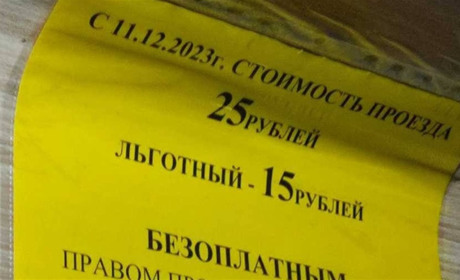 С 11.12.2023г. СТОИМОСТЬ ПРОЕЗДА
25РУБЛЕЙ
ЛЬГОТНЫЙ - 15РУБЛЕЙ
БЕЗОПЛАТНЫМ
ПРАВОМ